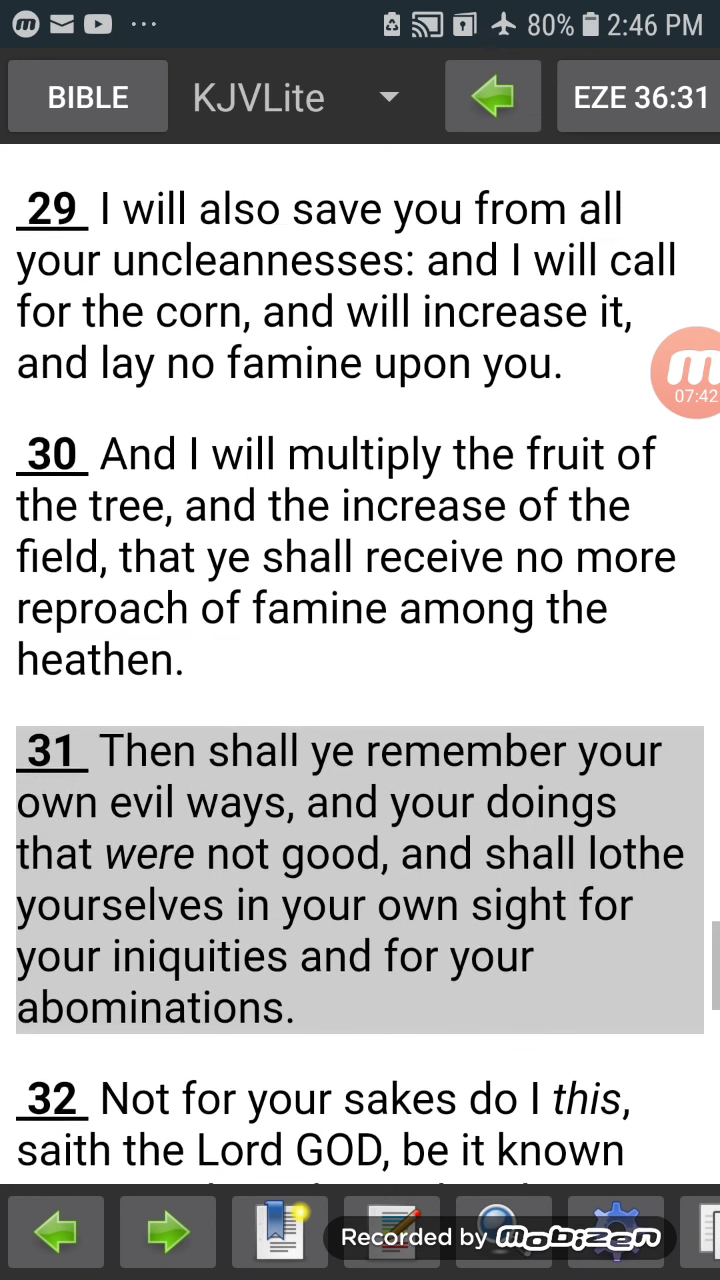 80% 2:46 PM
BIBLE KJVLite EZE 36:31
29 I will also save you from all
your uncleannesses: and I will call
for the corn, and will increase it,
and lay no famine upon you.
m
07:42
30 And I will multiply the fruit of
the tree, and the increase of the
field, that ye shall receive no more
reproach of famine among the
heathen.
31 Then shall ye remember your
own evil ways, and your doings
that were not good, and shall lothe
yourselves in your own sight for
your iniquities and for your
abominations.
32 Not for your sakes do I this,
saith the Lord GOD, be it known
Recorded by mobizen